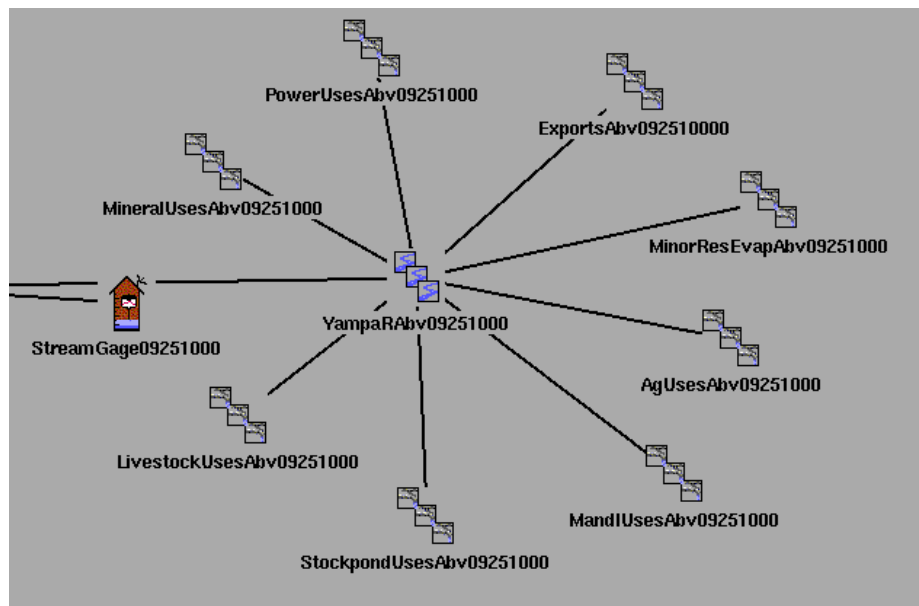 PowerUsesAbv09251000
ExportsAbv092510000
MineralUsesAbv09251000
MinorResEvapAbv09251000
YampaRAbv09251000
StreamGage09251000
AgUsesAbv09251000
LivestockUsesAbv09251000
MandIUsesAbv09251000
StockpondUsesAbv09251000